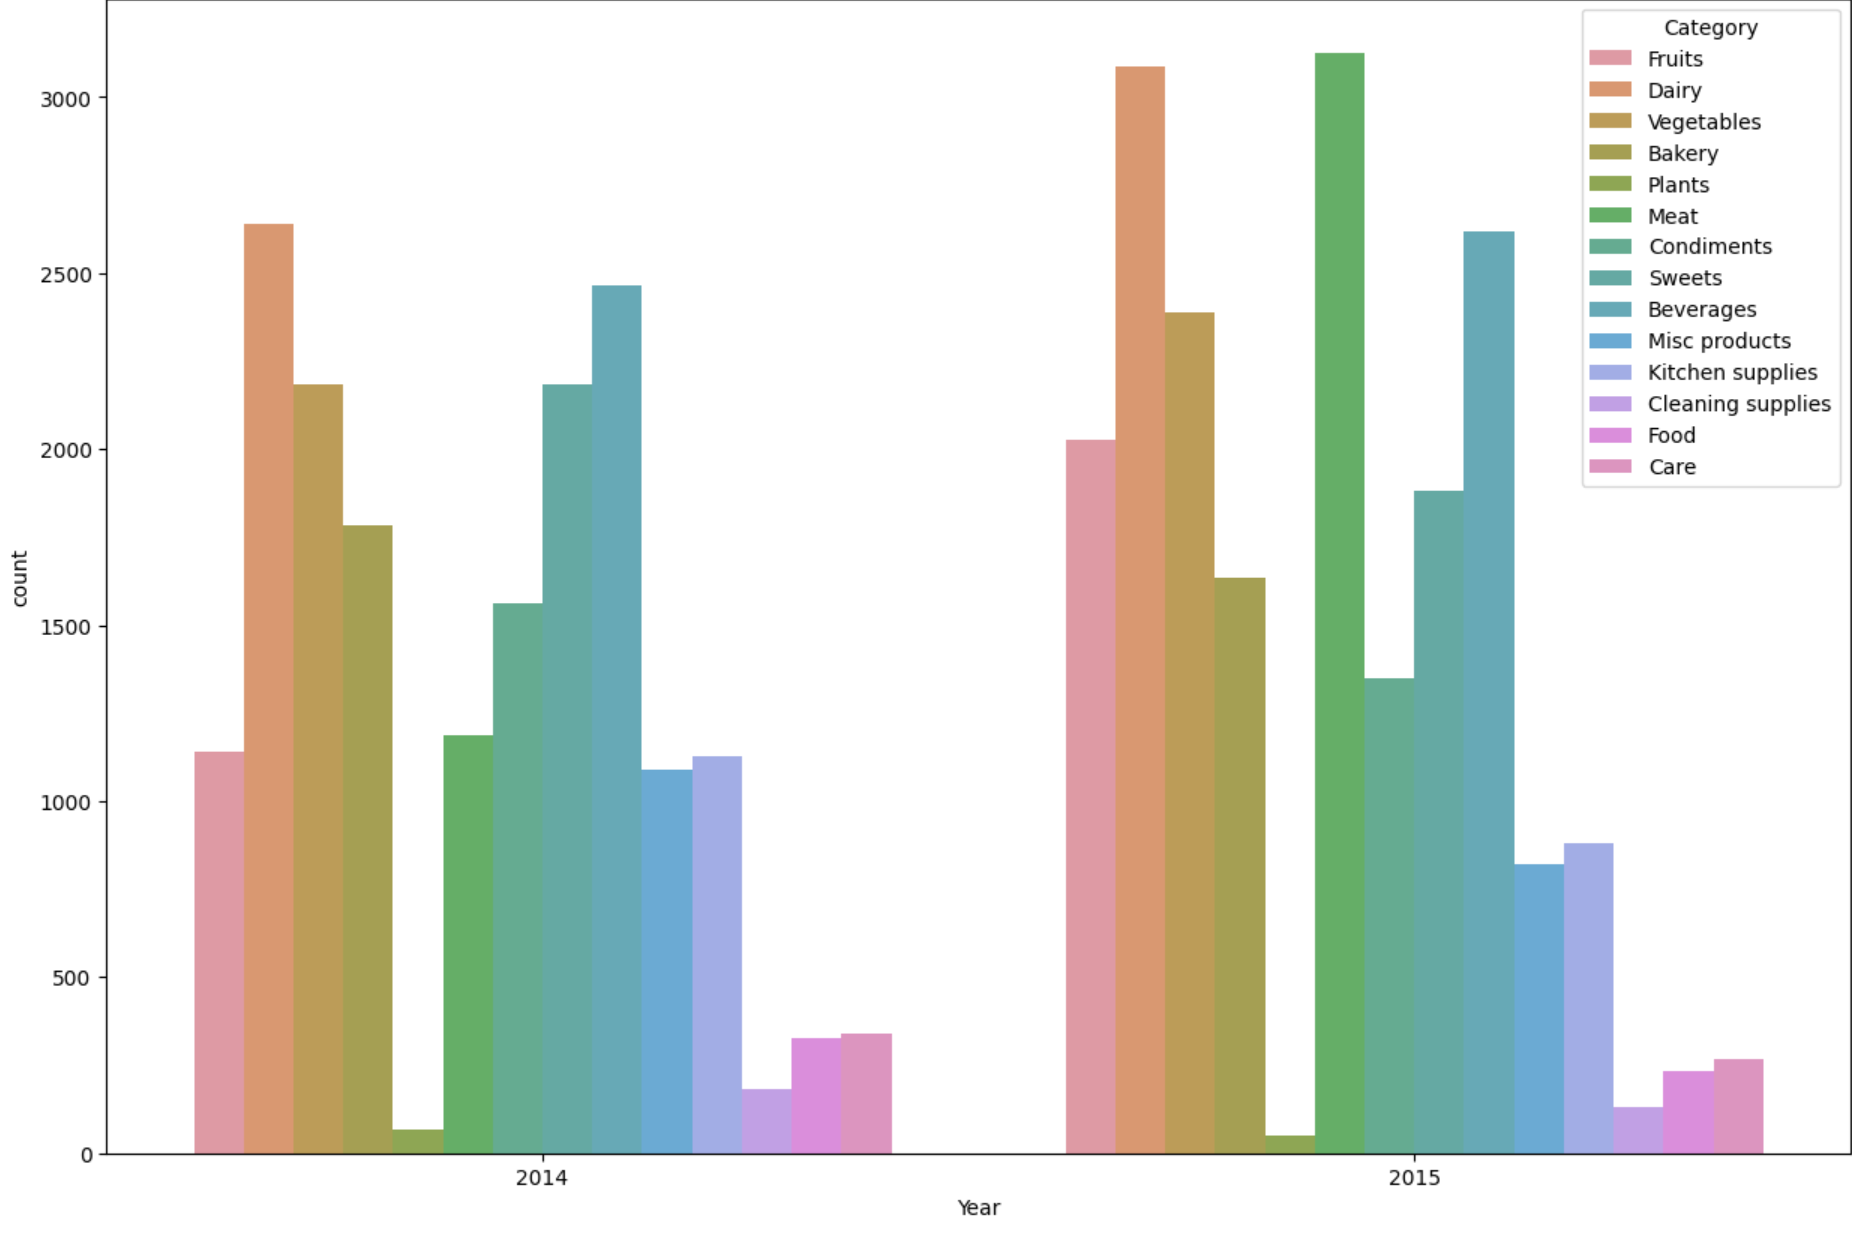 Category
Fruits
Dairy
Vegetables
Bakery
Plants
Meat
Condiments
Sweets
Beverages
Misc products
Kitchen supplies
Cleaning supplies
Food
Care
3000
2500
2000
1500
1000
500
0
count
2014
2015
Year